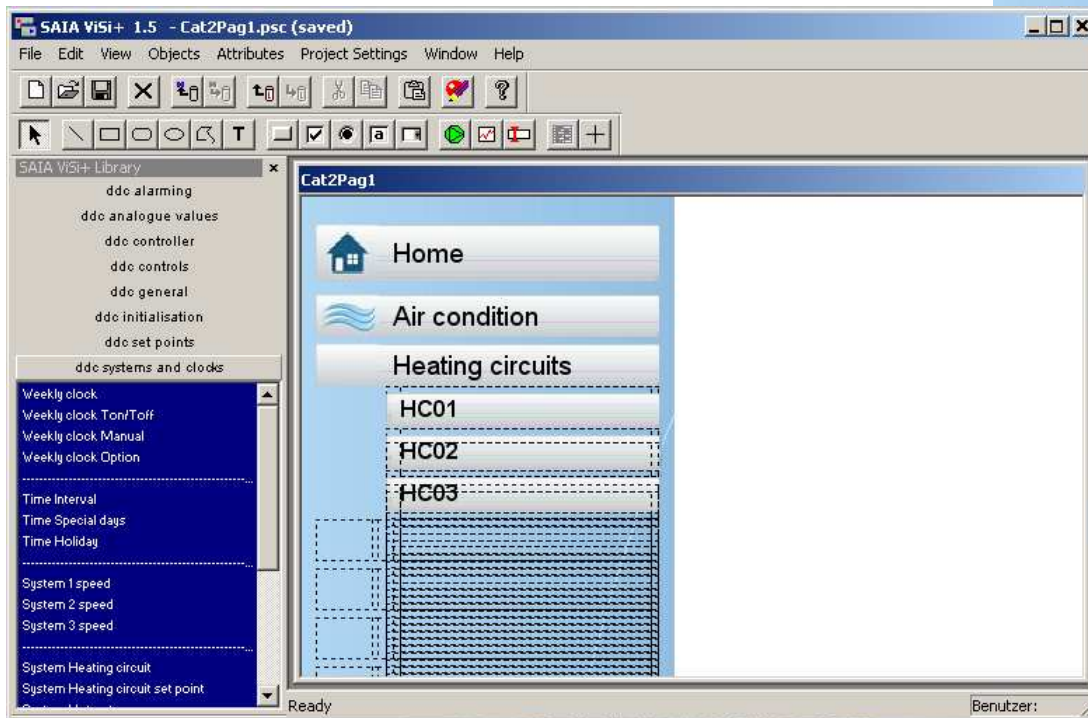 SAIA ViSi+ 1.5 - Cat2Pag1.psc (saved)
File Edit View Objects Attributes Project Settings Window Help
T
a
SAIA ViSi+ Library
ddc alarming
ddc analogue values
ddc controller
ddc controls
ddc general
ddc initialisation
ddc set points
ddc systems and clocks
Weekly clock
Weekly clock Ton/Toff
Weekly clock Manual
Weekly clock Option
Time Interval
Time Special days
Time Holiday
System 1 speed
System 2 speed
System 3 speed
System Heating circuit
System Heating circuit set point
Cat2Pag1
Home
Air condition
Heating circuits
HC01
HC02
HC03
Ready
Benutzer: